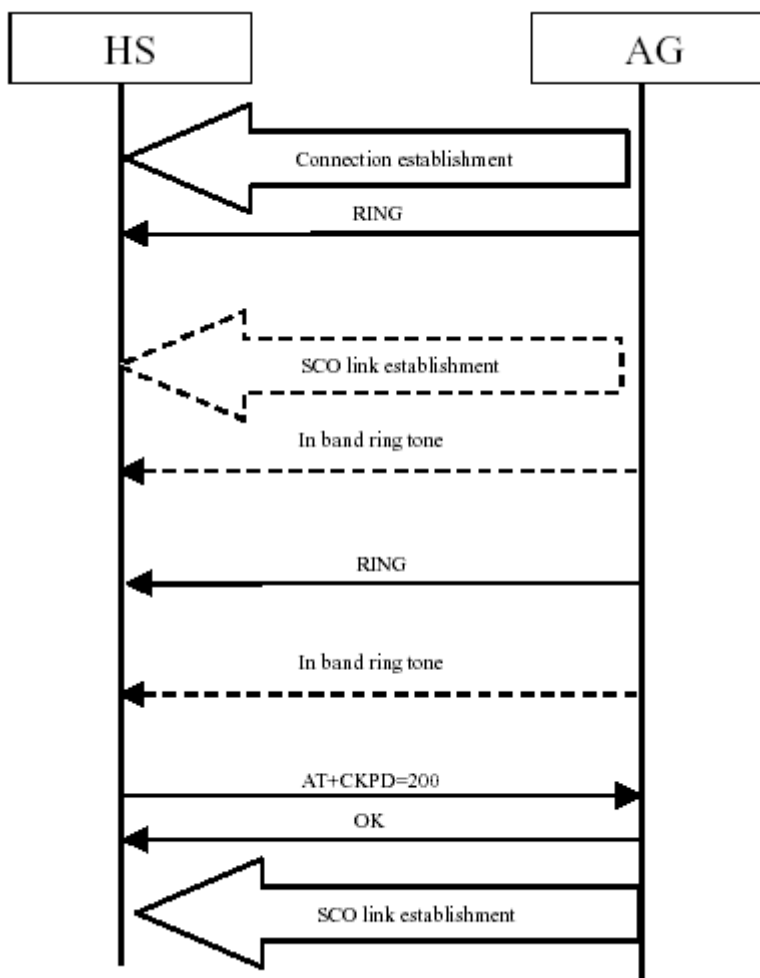 HS
AG
Connection establishment
RING
SCO link establishment
In band ring tone
RING
In band ring tone
AT+CKPD=200
OK
SCO link establishment